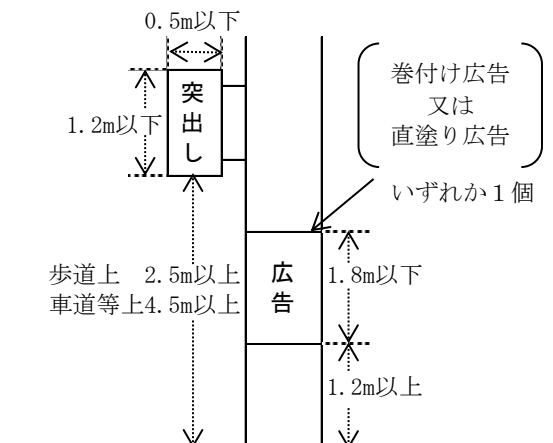 0.5m以下
突出し
1.2m以下
巻付け広告
又は
直塗り広告
いずれか１個
歩道上　2.5m以上
車道等上4.5m以上
広告
1.8m以下
1.2m以上